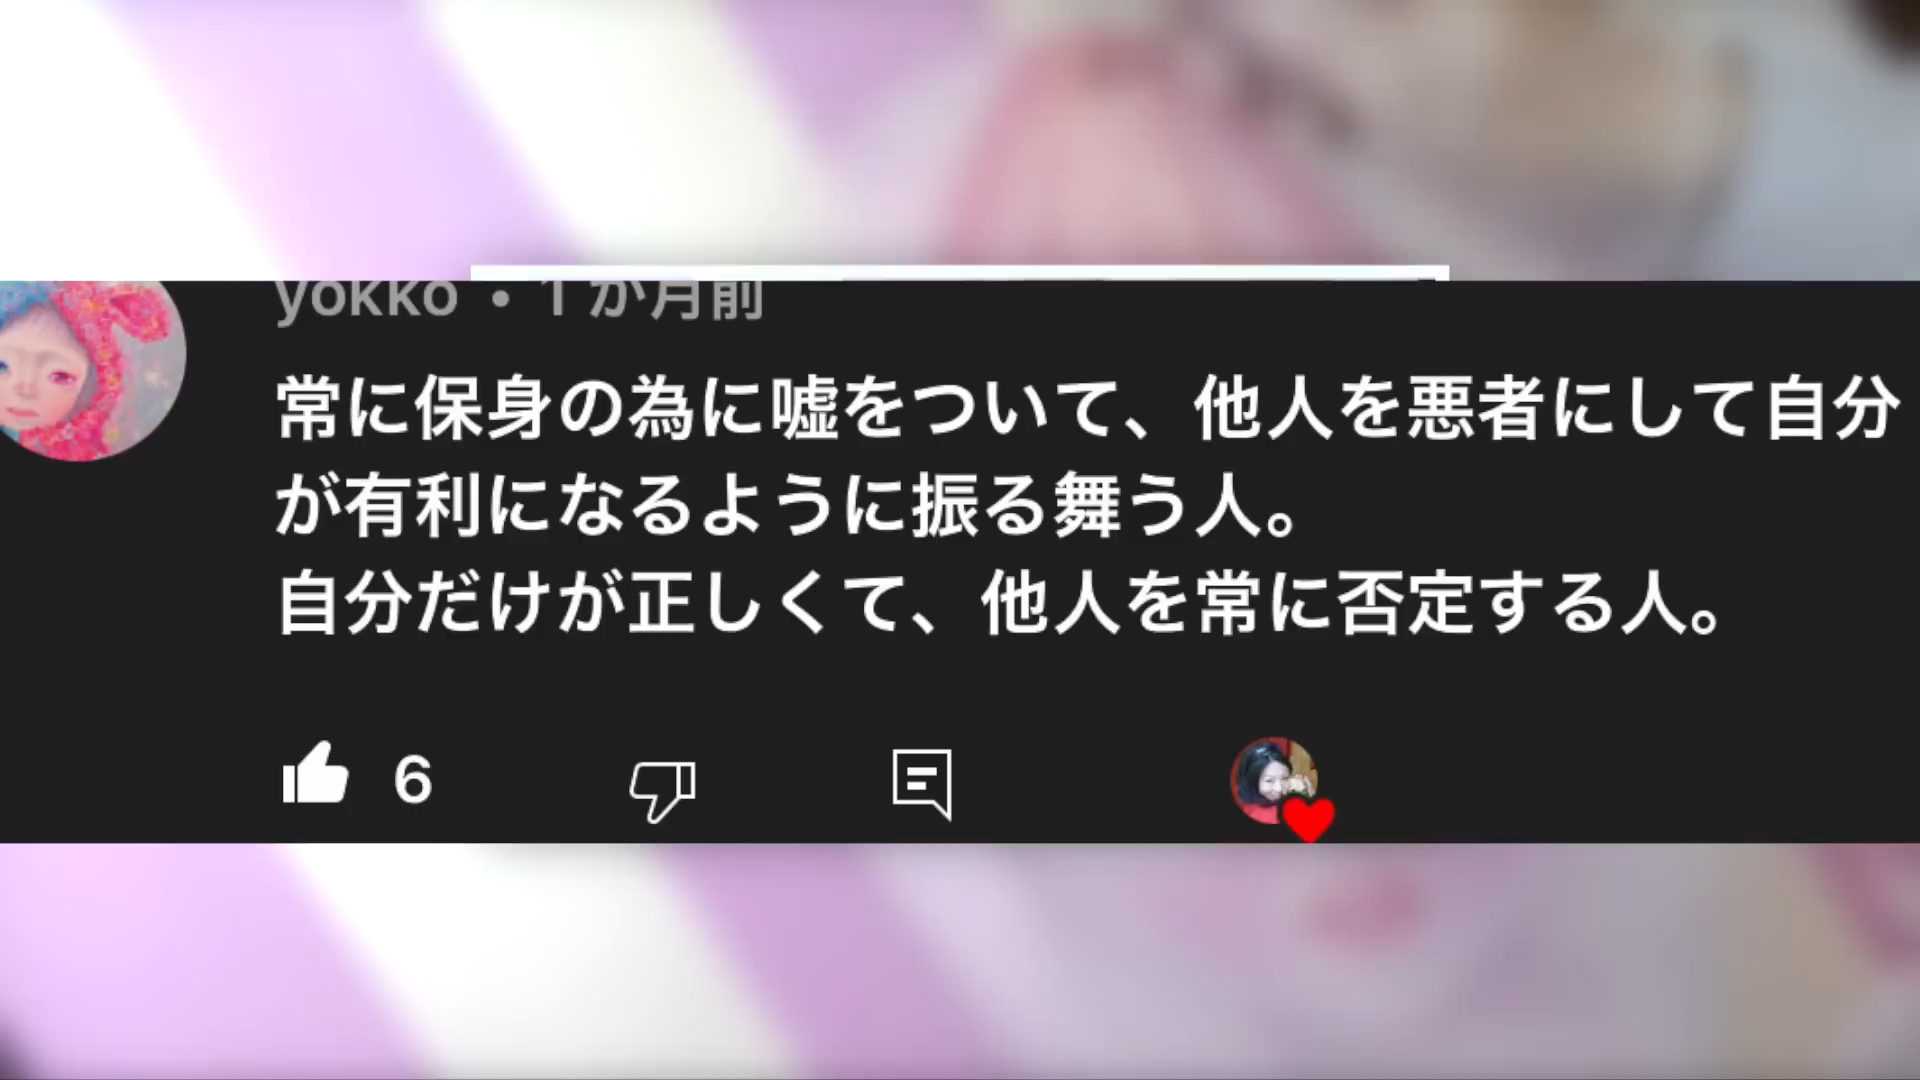 yokko • 1 か月前
常に保身の為に嘘をついて、他人を悪者にして自分
が有利になるように振る舞う人。
自分だけが正しくて、他人を常に否定する人。
6